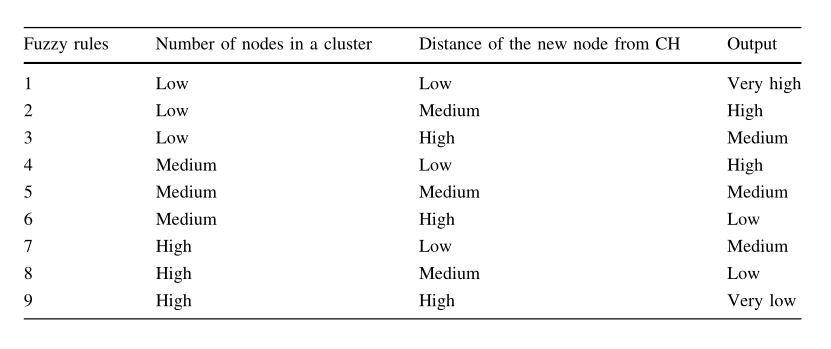 Fuzzy rules Number of nodes in a cluster Distance of the new node from CH Output
1 Low Low Very high
2 Low Medium High
3 Low High Medium
4 Medium Low High
5 Medium Medium Medium
6 Medium High Low
7 High Low Medium
8 High Medium Low
9 High High Very low